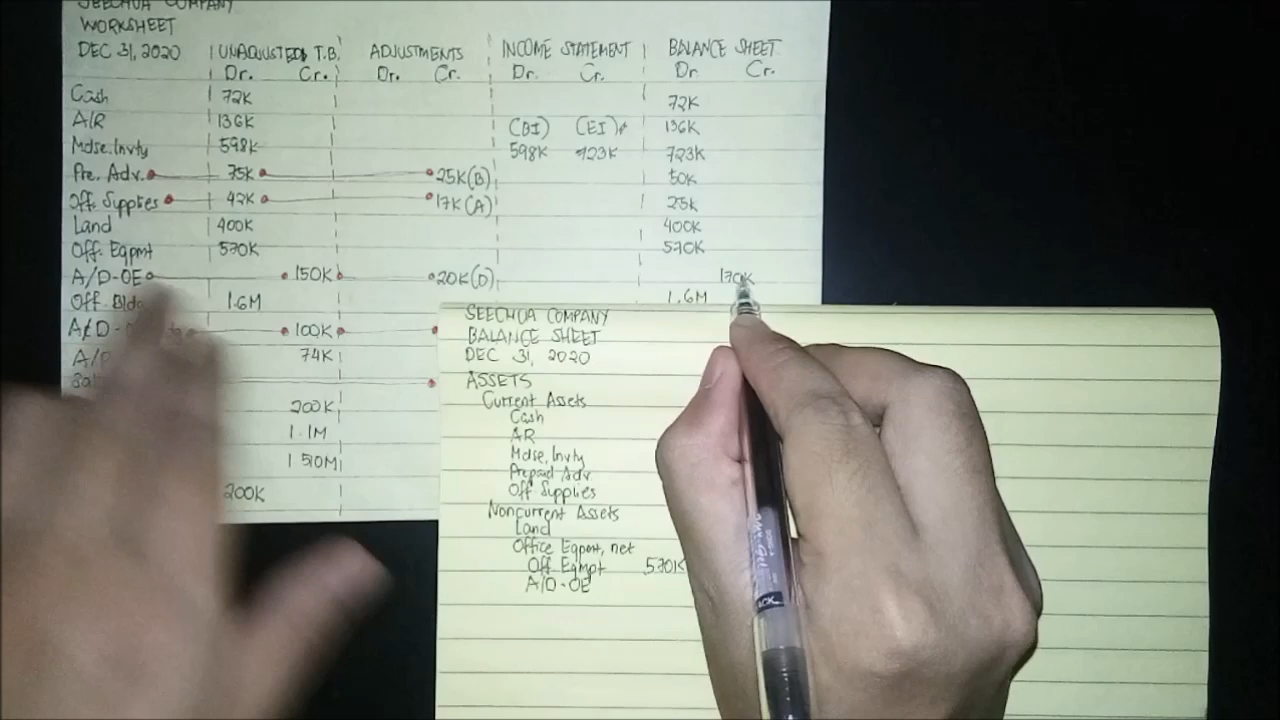 SEECHUA COMPANY
WORKSHEET
DEC 31, 2020 UNADJUSTED T.B. ADJUSTMENTS INCOME STATEMENT BALANCE SHEET
Dr. Cr. Dr. Cr. Dr. Cr. Dr. Cr.
Cash 72K 72K
A/R 136K (BI) (EI) 136K
Mdse. Invty 598K 598K 723K 723K
Pre. Adv. 75K 25K(B) 50K
Off. Supplies 42K 17K(A) 25K
Land 400K 400K
Off. Eqpmt 570K 570K
A/D-OE 150K 20K(D) 170K
Off. Bldg 1.6M 1.6M
A/D- 100K
74K
200K
1.1M
1510M
200K
SEECHUA COMPANY
BALANCE SHEET
DEC 31, 2020
ASSETS
Current Assets
Cash
AR
Mdse, Invty
Prepaid Adv
Off Supplies
Noncurrent Assets
Land
Office Eqpmt, net
Off. Eqmpt 570K
A/D-OE